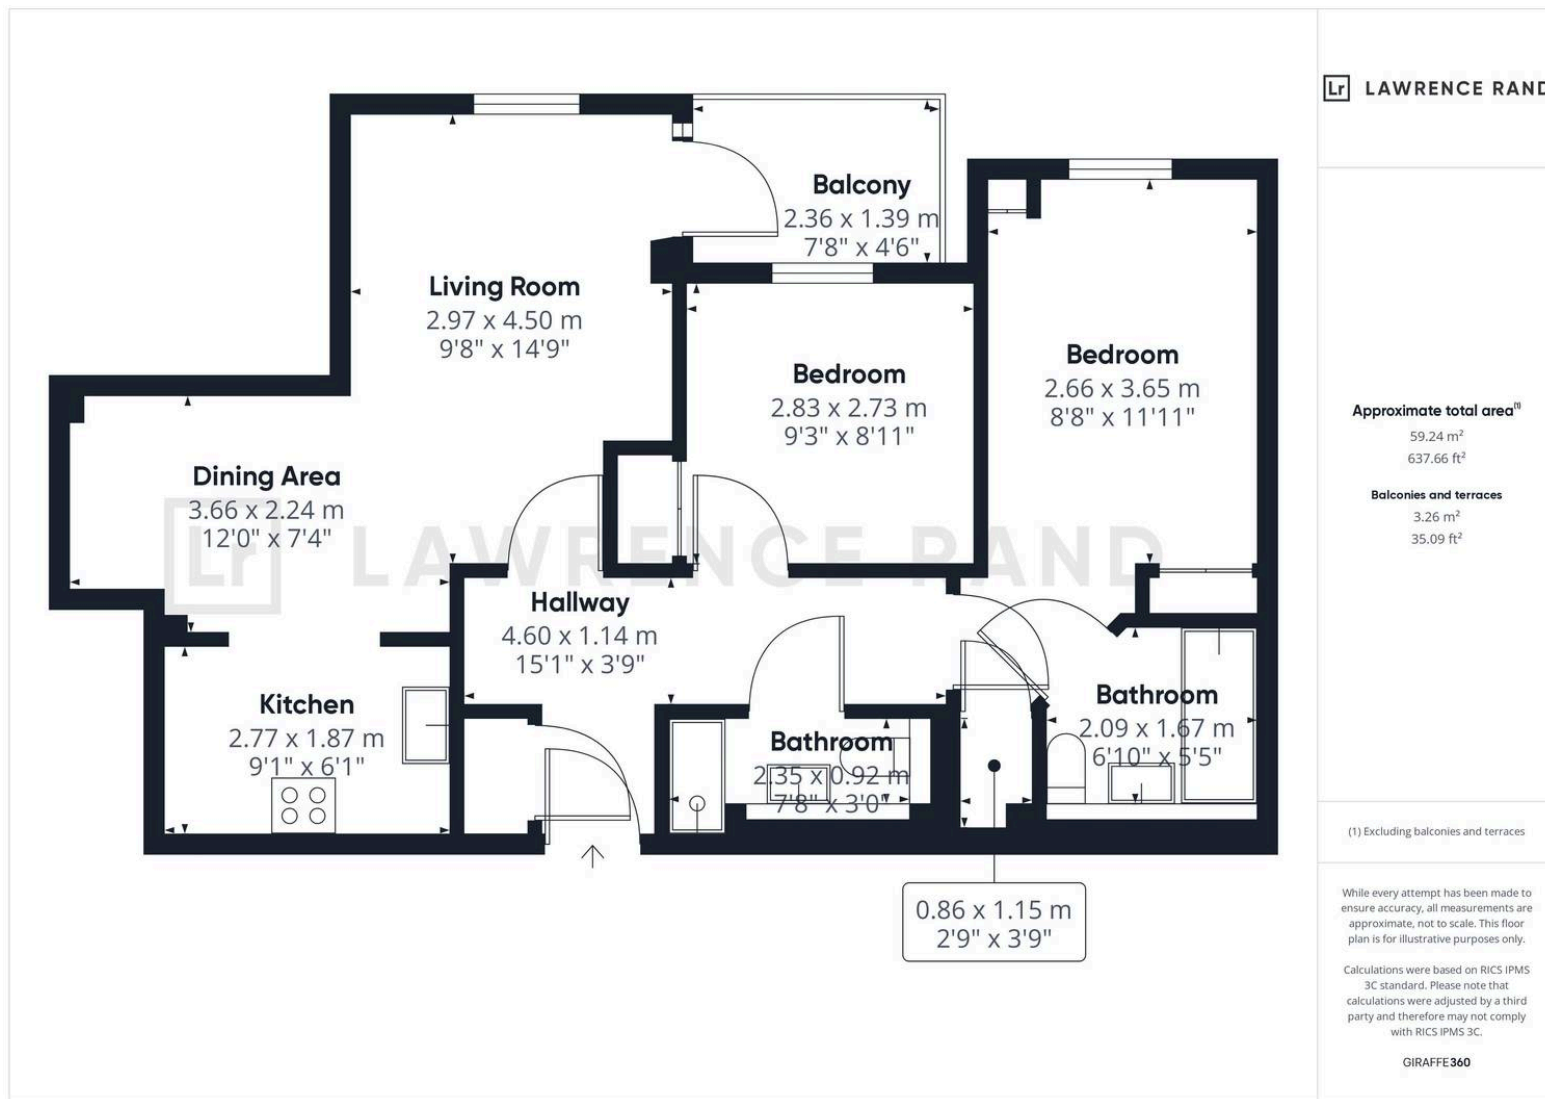 Balcony
2.36 x 1.39 m
7'8" x 4'6"
Living Room
2.97 x 4.50 m
9'8" x 14'9"
Bedroom
2.83 x 2.73 m
9'3" x 8'11"
Bedroom
2.66 x 3.65 m
8'8" x 11'11"
Dining Area
3.66 x 2.24 m
12'0" x 7'4"
Lr LAWRENCE RAND
Hallway
4.60 x 1.14 m
15'1" x 3'9"
Kitchen
2.77 x 1.87 m
9'1" x 6'1"
Bathroom
2.35 x 0.92 m
7'8" x 3'0"
Bathroom
2.09 x 1.67 m
6'10" x 5'5"
0.86 x 1.15 m
2'9" x 3'9"
Lr LAWRENCE RAND
Approximate total area(1)
59.24 m²
637.66 ft²
Balconies and terraces
3.26 m²
35.09 ft²
(1) Excluding balconies and terraces
While every attempt has been made to
ensure accuracy, all measurements are
approximate, not to scale. This floor
plan is for illustrative purposes only.
Calculations were based on RICS IPMS
3C standard. Please note that
calculations were adjusted by a third
party and therefore may not comply
with RICS IPMS 3C.
GIRAFFE360